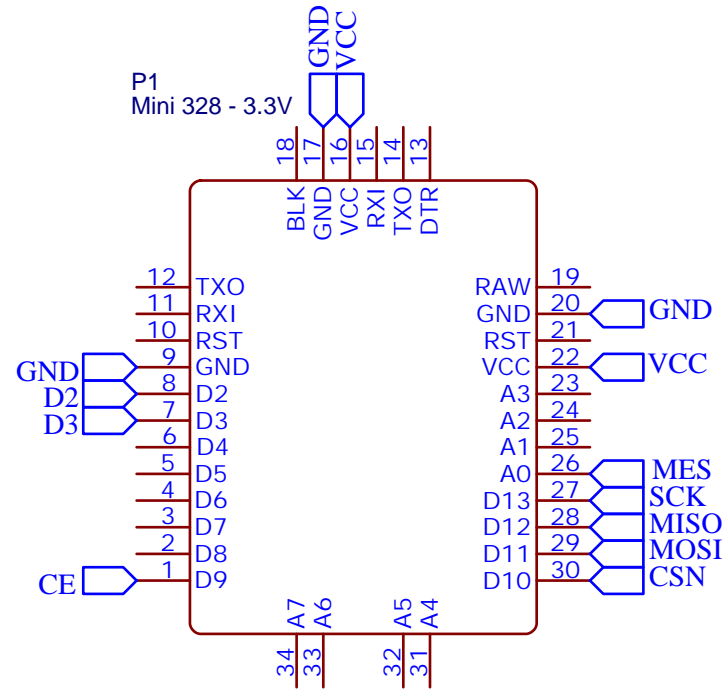 GND VCC
P1
Mini 328 - 3.3V
18 17 16 15 14 13
BLK GND VCC RXI TXO DTR
12 TXO RAW 19
11 RXI GND 20 GND
10 RST RST 21
GND 9 GND VCC 22 VCC
D2 8 D2 A3 23
D3 7 D3 A2 24
6 D4 A1 25
5 D5 A0 26 MES
4 D6 D13 27 SCK
3 D7 D12 28 MISO
2 D8 D11 29 MOSI
CE 1 D9 D10 30 CSN
A7 A6 A5 A4
34 33 32 31